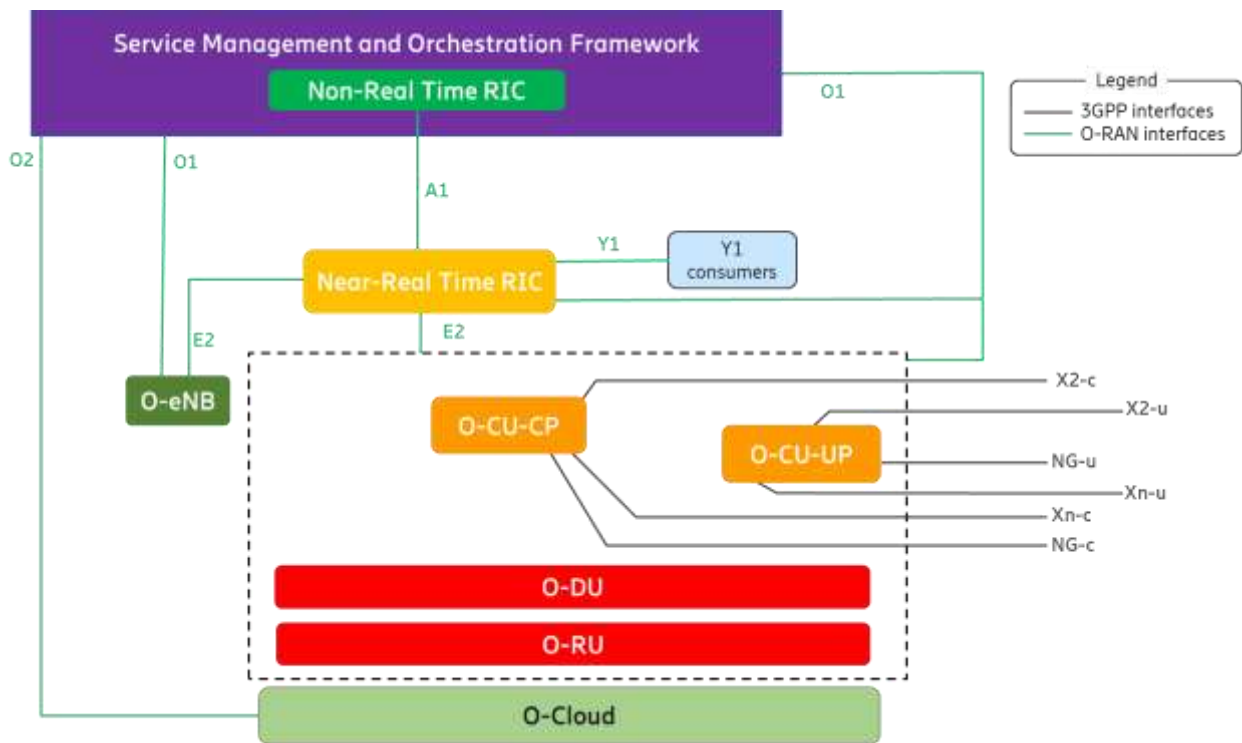 Service Management and Orchestration Framework
Non-Real Time RIC
O1
Legend
3GPP interfaces
O-RAN interfaces
O2
O1
A1
Y1
Y1
consumers
Near-Real Time RIC
E2
E2
O-eNB
X2-c
O-CU-CP
X2-u
O-CU-UP
NG-u
Xn-u
Xn-c
NG-c
O-DU
O-RU
O-Cloud